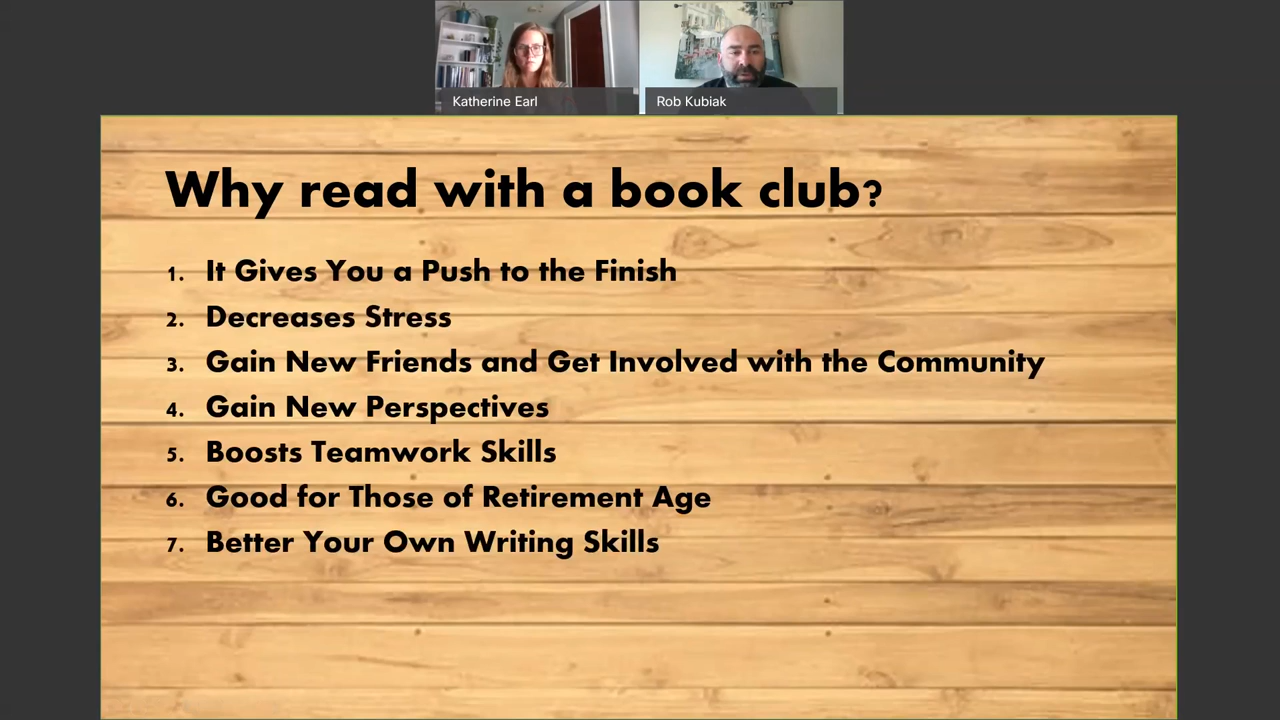 Katherine Earl
Rob Kubiak
Why read with a book club?
1. It Gives You a Push to the Finish
2. Decreases Stress
3. Gain New Friends and Get Involved with the Community
4. Gain New Perspectives
5. Boosts Teamwork Skills
6. Good for Those of Retirement Age
7. Better Your Own Writing Skills